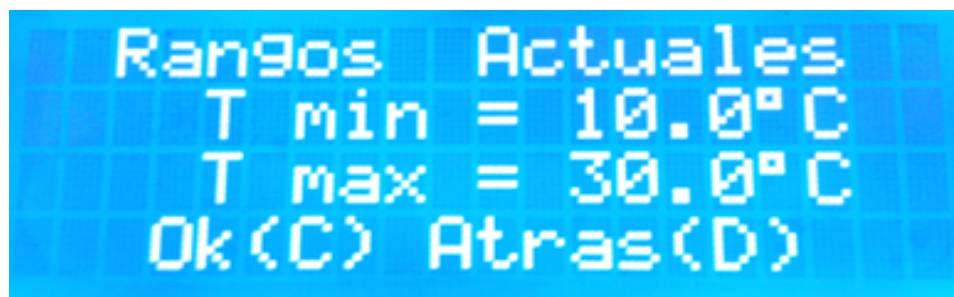 Rangos Actuales
T min = 10.0°C
T max = 30.0°C
Ok(C) Atras(D)